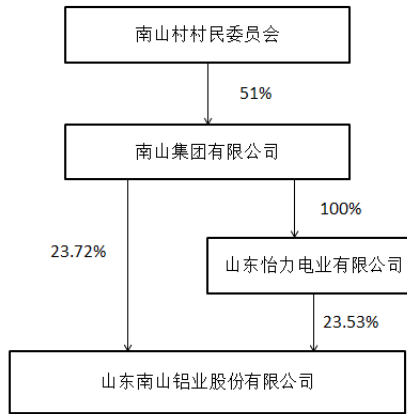 南山村村民委员会
51%
南山集团有限公司
100%
23.72%
山东怡力电业有限公司
23.53%
山东南山铝业股份有限公司